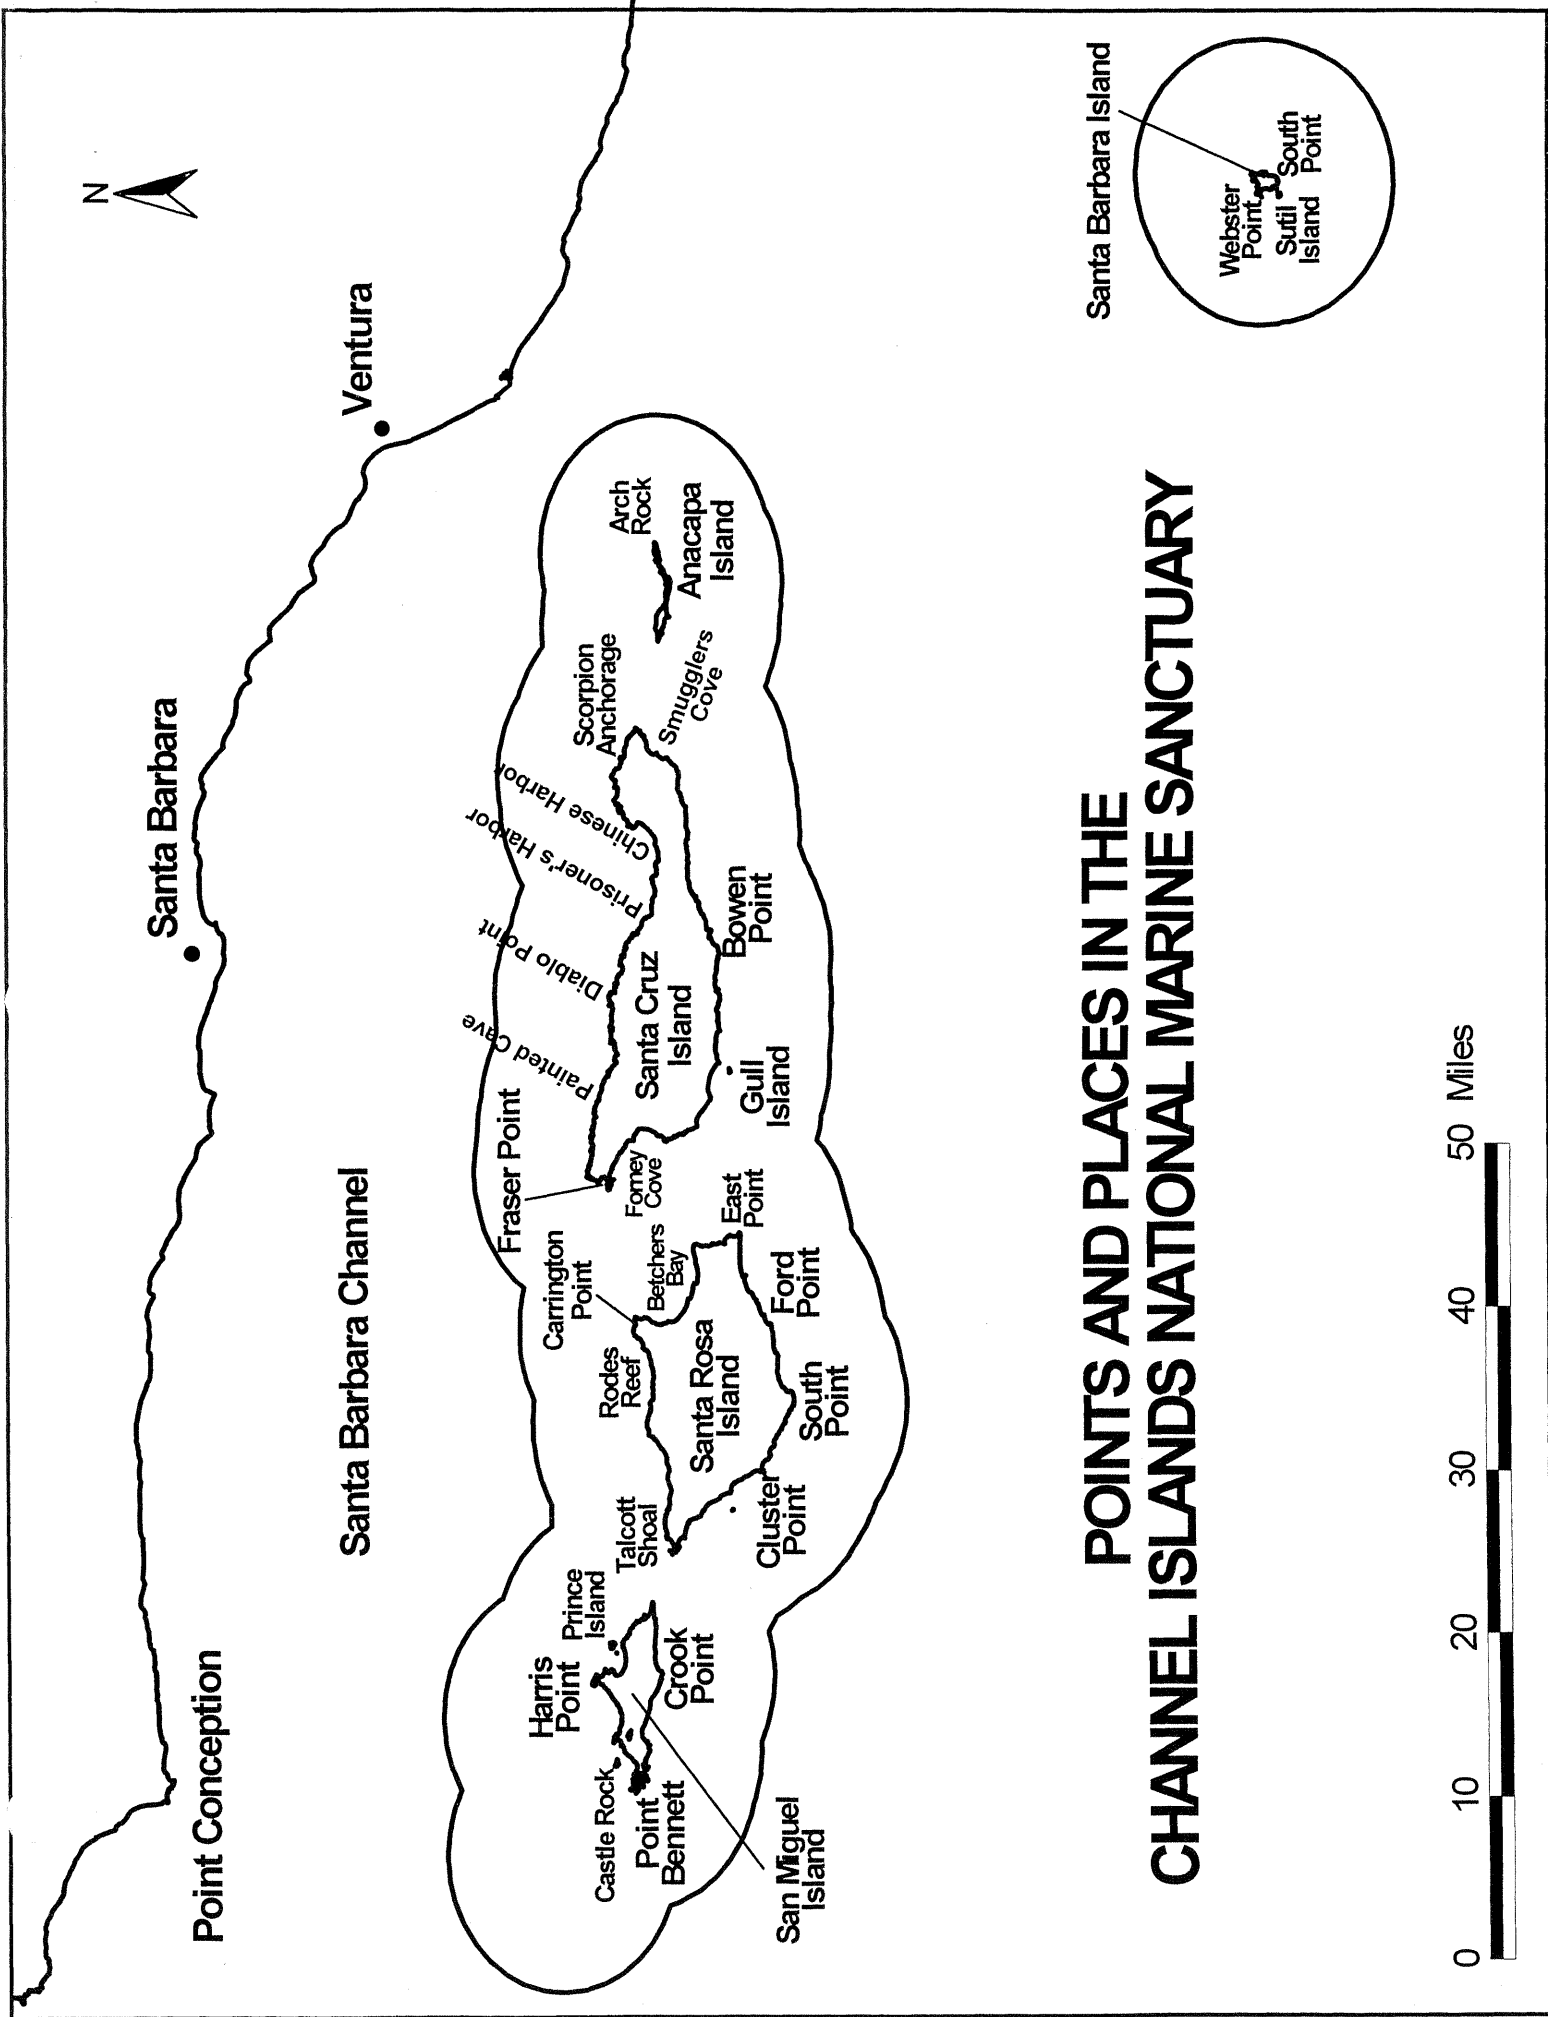 N
Santa Barbara
Ventura
Point Conception
Santa Barbara Channel
Fraser Point
Painted Cave
Diablo Point
Prisoner's Harbor
Chinese Harbor
Scorpion
Anchorage
Arch
Rock
Harris
Point
Prince
Island
Talcott
Shoal
Rodes
Reef
Carrington
Point
Betchers
Bay
Forney
Cove
Santa Cruz
Island
Smugglers
Cove
Anacapa
Island
Castle Rock
Point
Bennett
Crook
Point
Santa Rosa
Island
East
Point
Gull
Island
Bowen
Point
San Miguel
Island
Cluster
Point
South
Point
Ford
Point
Santa Barbara Island
Webster
Point
Sutil
Island
South
Point
POINTS AND PLACES IN THE
CHANNEL ISLANDS NATIONAL MARINE SANCTUARY
0 10 20 30 40 50 Miles